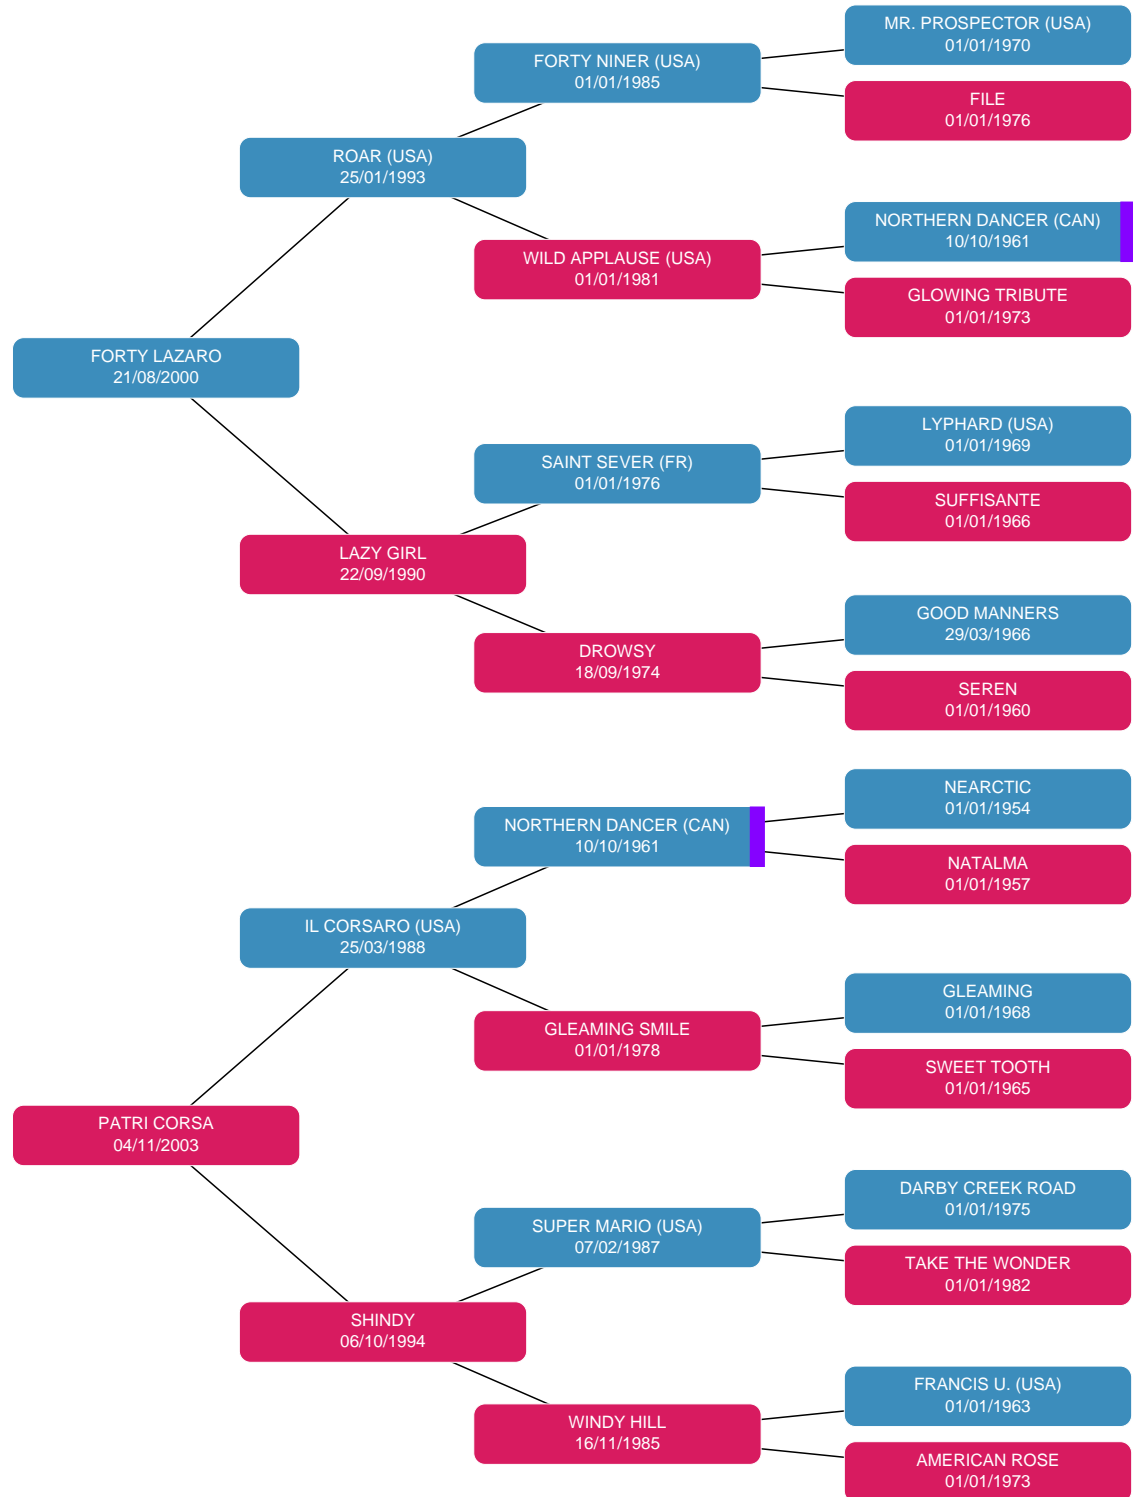 MR. PROSPECTOR (USA)
01/01/1970
FORTY NINER (USA)
01/01/1985
FILE
01/01/1976
ROAR (USA)
25/01/1993
NORTHERN DANCER (CAN)
10/10/1961
WILD APPLAUSE (USA)
01/01/1981
GLOWING TRIBUTE
01/01/1973
FORTY LAZARO
21/08/2000
LYPHARD (USA)
01/01/1969
SAINT SEVER (FR)
01/01/1976
SUFFISANTE
01/01/1966
LAZY GIRL
22/09/1990
GOOD MANNERS
29/03/1966
DROWSY
18/09/1974
SEREN
01/01/1960
NEARCTIC
01/01/1954
NORTHERN DANCER (CAN)
10/10/1961
NATALMA
01/01/1957
IL CORSARO (USA)
25/03/1988
GLEAMING
01/01/1968
GLEAMING SMILE
01/01/1978
SWEET TOOTH
01/01/1965
PATRI CORSA
04/11/2003
DARBY CREEK ROAD
01/01/1975
SUPER MARIO (USA)
07/02/1987
TAKE THE WONDER
01/01/1982
SHINDY
06/10/1994
FRANCIS U. (USA)
01/01/1963
WINDY HILL
16/11/1985
AMERICAN ROSE
01/01/1973